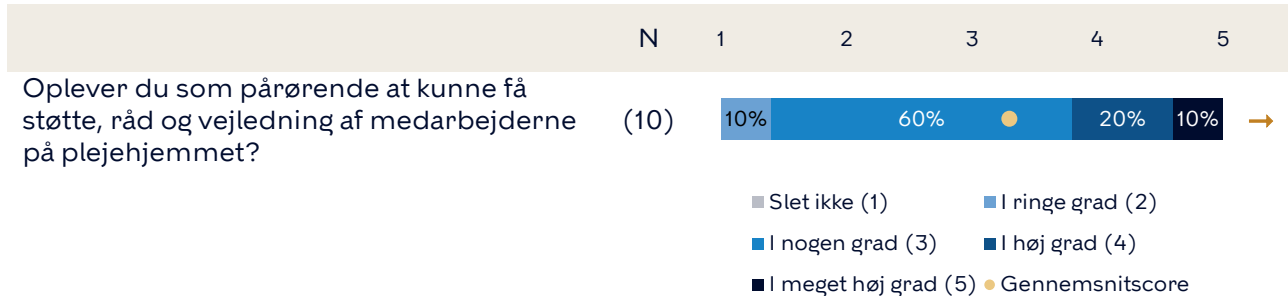 N 1 2 3 4 5
Oplever du som pårørende at kunne få
støtte, råd og vejledning af medarbejderne
på plejehjemmet?
(10) 10% 60% 20% 10%
Slet ikke (1) I ringe grad (2)
I nogen grad (3) I høj grad (4)
I meget høj grad (5) Gennemsnitscore